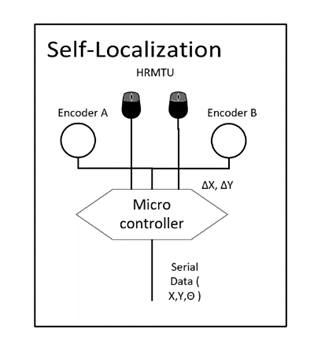 Self-Localization
HRMTU
Encoder A
Encoder B
ΔX, ΔY
Micro
controller
Serial
Data (
X,Y,Θ )